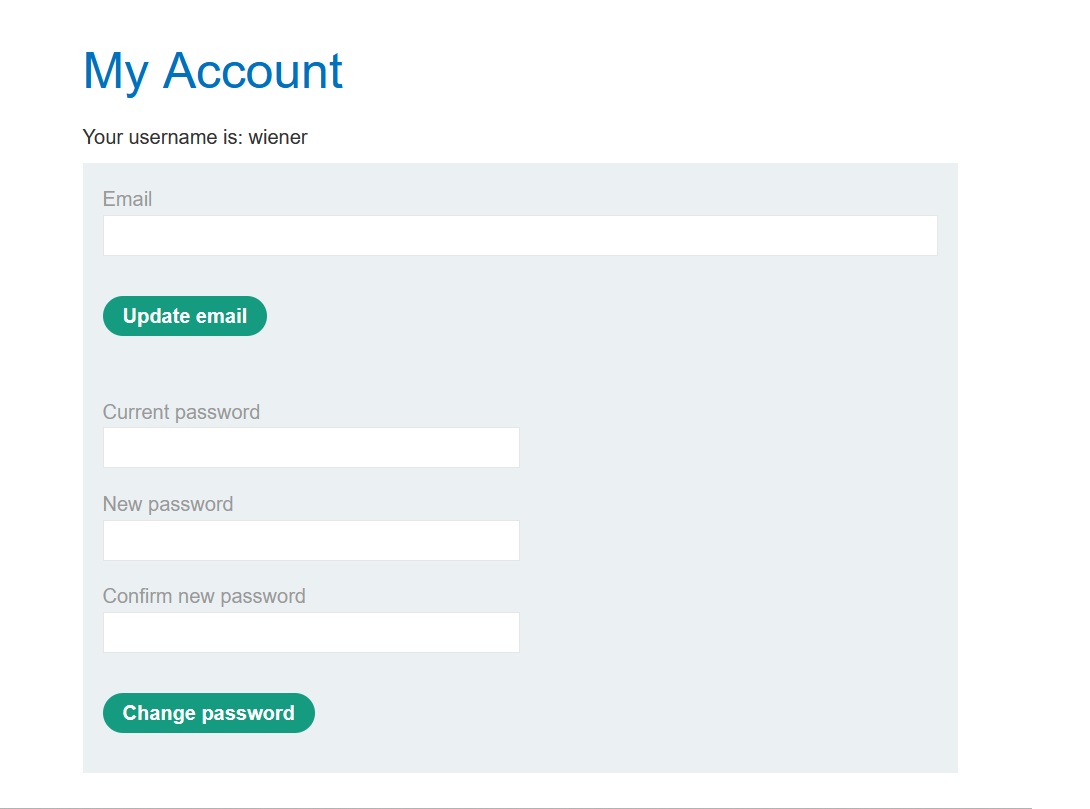 My Account
Your username is: wiener
Email
Update email
Current password
New password
Confirm new password
Change password